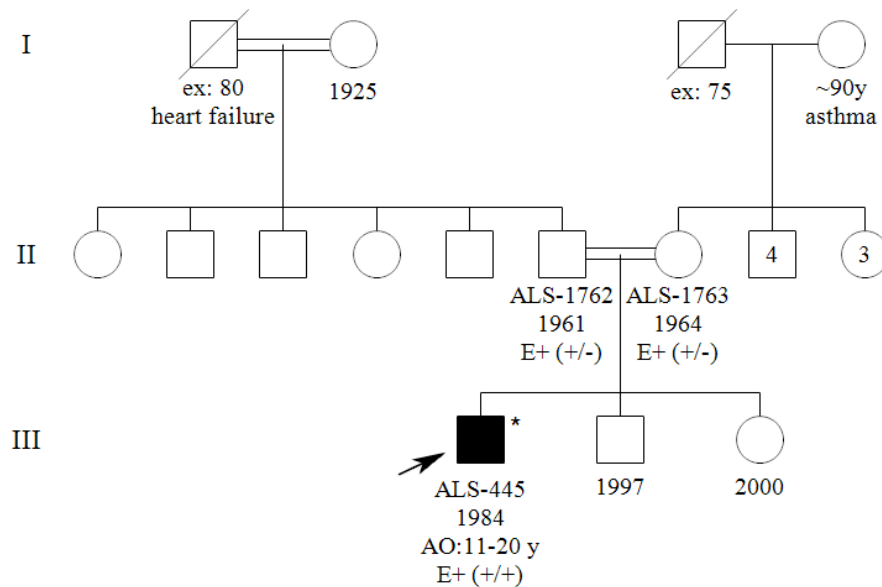 I
ex: 80
heart failure
1925
ex: 75
~90y
asthma
II
4
3
ALS-1762
1961
E+ (+/-)
ALS-1763
1964
E+ (+/-)
III
*
ALS-445
1984
AO:11-20 y
E+ (+/+)
1997
2000